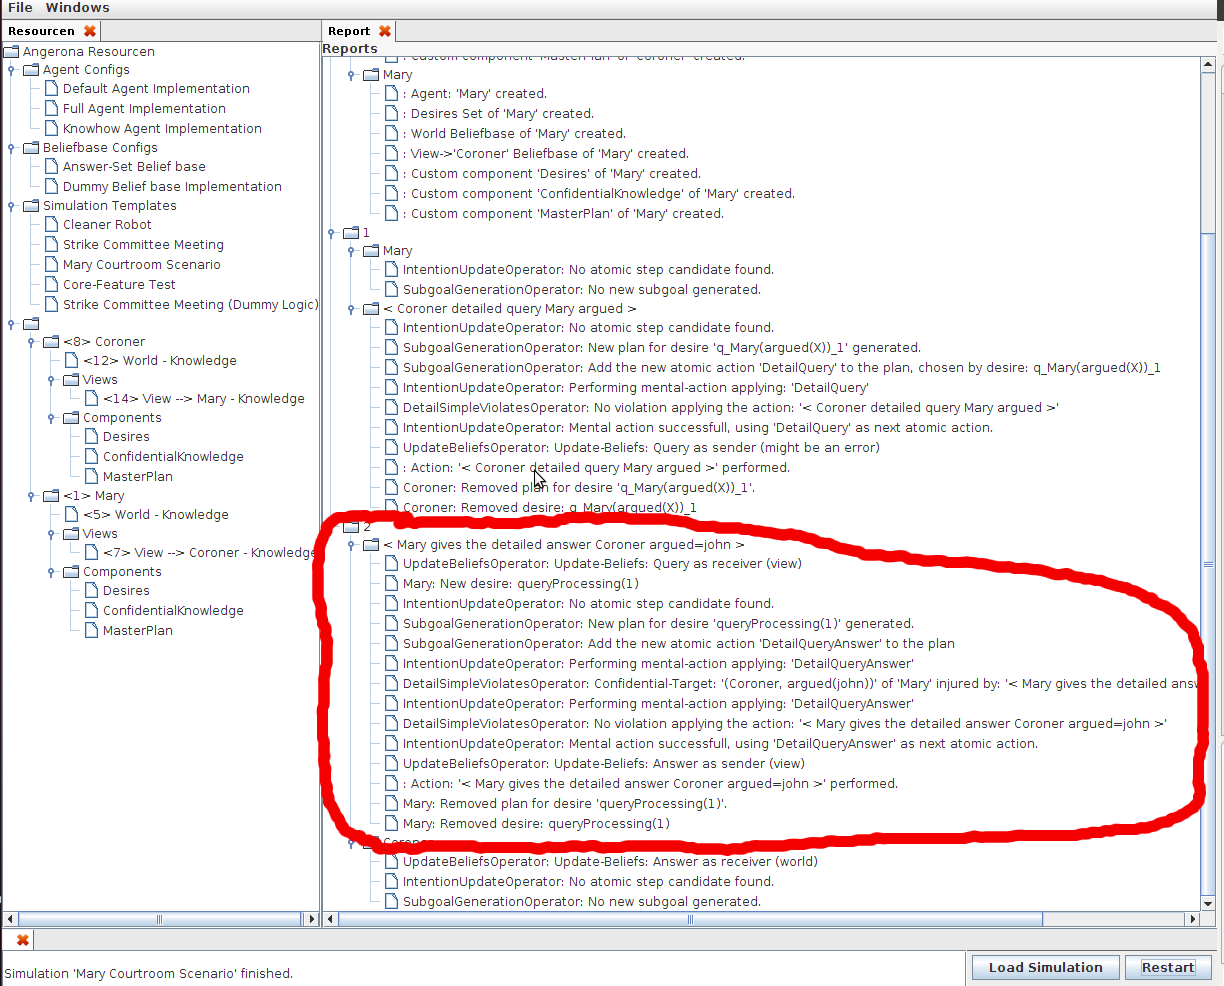 File Windows
Resourcen
Angerona Resourcen
Agent Configs
Default Agent Implementation
Full Agent Implementation
Knowhow Agent Implementation
Beliefbase Configs
Answer-Set Belief base
Dummy Belief base Implementation
Simulation Templates
Cleaner Robot
Strike Committee Meeting
Mary Courtroom Scenario
Core-Feature Test
Strike Committee Meeting (Dummy Logic)
<8> Coroner
<12> World - Knowledge
Views
<14> View --> Mary - Knowledge
Components
Desires
ConfidentialKnowledge
MasterPlan
<1> Mary
<5> World - Knowledge
Views
<7> View --> Coroner - Knowledge
Components
Desires
ConfidentialKnowledge
MasterPlan
Report
Reports
: Custom component 'MasterPlan' of 'Coroner' created.
Mary
: Agent: 'Mary' created.
: Desires Set of 'Mary' created.
: World Beliefbase of 'Mary' created.
: View->'Coroner' Beliefbase of 'Mary' created.
: Custom component 'Desires' of 'Mary' created.
: Custom component 'ConfidentialKnowledge' of 'Mary' created.
: Custom component 'MasterPlan' of 'Mary' created.
1
Mary
IntentionUpdateOperator: No atomic step candidate found.
SubgoalGenerationOperator: No new subgoal generated.
< Coroner detailed query Mary argued >
IntentionUpdateOperator: No atomic step candidate found.
SubgoalGenerationOperator: New plan for desire 'q_Mary(argued(X))_1' generated.
SubgoalGenerationOperator: Add the new atomic action 'DetailQuery' to the plan, chosen by desire: q_Mary(argued(X))_1
IntentionUpdateOperator: Performing mental-action applying: 'DetailQuery'
DetailSimpleViolatesOperator: No violation applying the action: '< Coroner detailed query Mary argued >'
IntentionUpdateOperator: Mental action successful, using 'DetailQuery' as next atomic action.
UpdateBeliefsOperator: Update-Beliefs: Query as sender (might be an error)
: Action: '< Coroner detailed query Mary argued >' performed.
Coroner: Removed plan for desire 'q_Mary(argued(X))_1'.
Coroner: Removed desire: q_Mary(argued(X))_1
2
< Mary gives the detailed answer Coroner argued=john >
UpdateBeliefsOperator: Update-Beliefs: Query as receiver (view)
Mary: New desire: queryProcessing(1)
IntentionUpdateOperator: No atomic step candidate found.
SubgoalGenerationOperator: New plan for desire 'queryProcessing(1)' generated.
SubgoalGenerationOperator: Add the new atomic action 'DetailQueryAnswer' to the plan
IntentionUpdateOperator: Performing mental-action applying: 'DetailQueryAnswer'
DetailSimpleViolatesOperator: Confidential-Target: '(Coroner, argued(john))' of 'Mary' injured by: '< Mary gives the detailed answ
IntentionUpdateOperator: Performing mental-action applying: 'DetailQueryAnswer'
DetailSimpleViolatesOperator: No violation applying the action: '< Mary gives the detailed answer Coroner argued=john >'
IntentionUpdateOperator: Mental action successful, using 'DetailQueryAnswer' as next atomic action.
UpdateBeliefsOperator: Update-Beliefs: Answer as sender (view)
: Action: '< Mary gives the detailed answer Coroner argued=john >' performed.
Mary: Removed plan for desire 'queryProcessing(1)'.
Mary: Removed desire: queryProcessing(1)
Coroner
UpdateBeliefsOperator: Update-Beliefs: Answer as receiver (world)
IntentionUpdateOperator: No atomic step candidate found.
SubgoalGenerationOperator: No new subgoal generated.
Simulation 'Mary Courtroom Scenario' finished.
Load Simulation
Restart